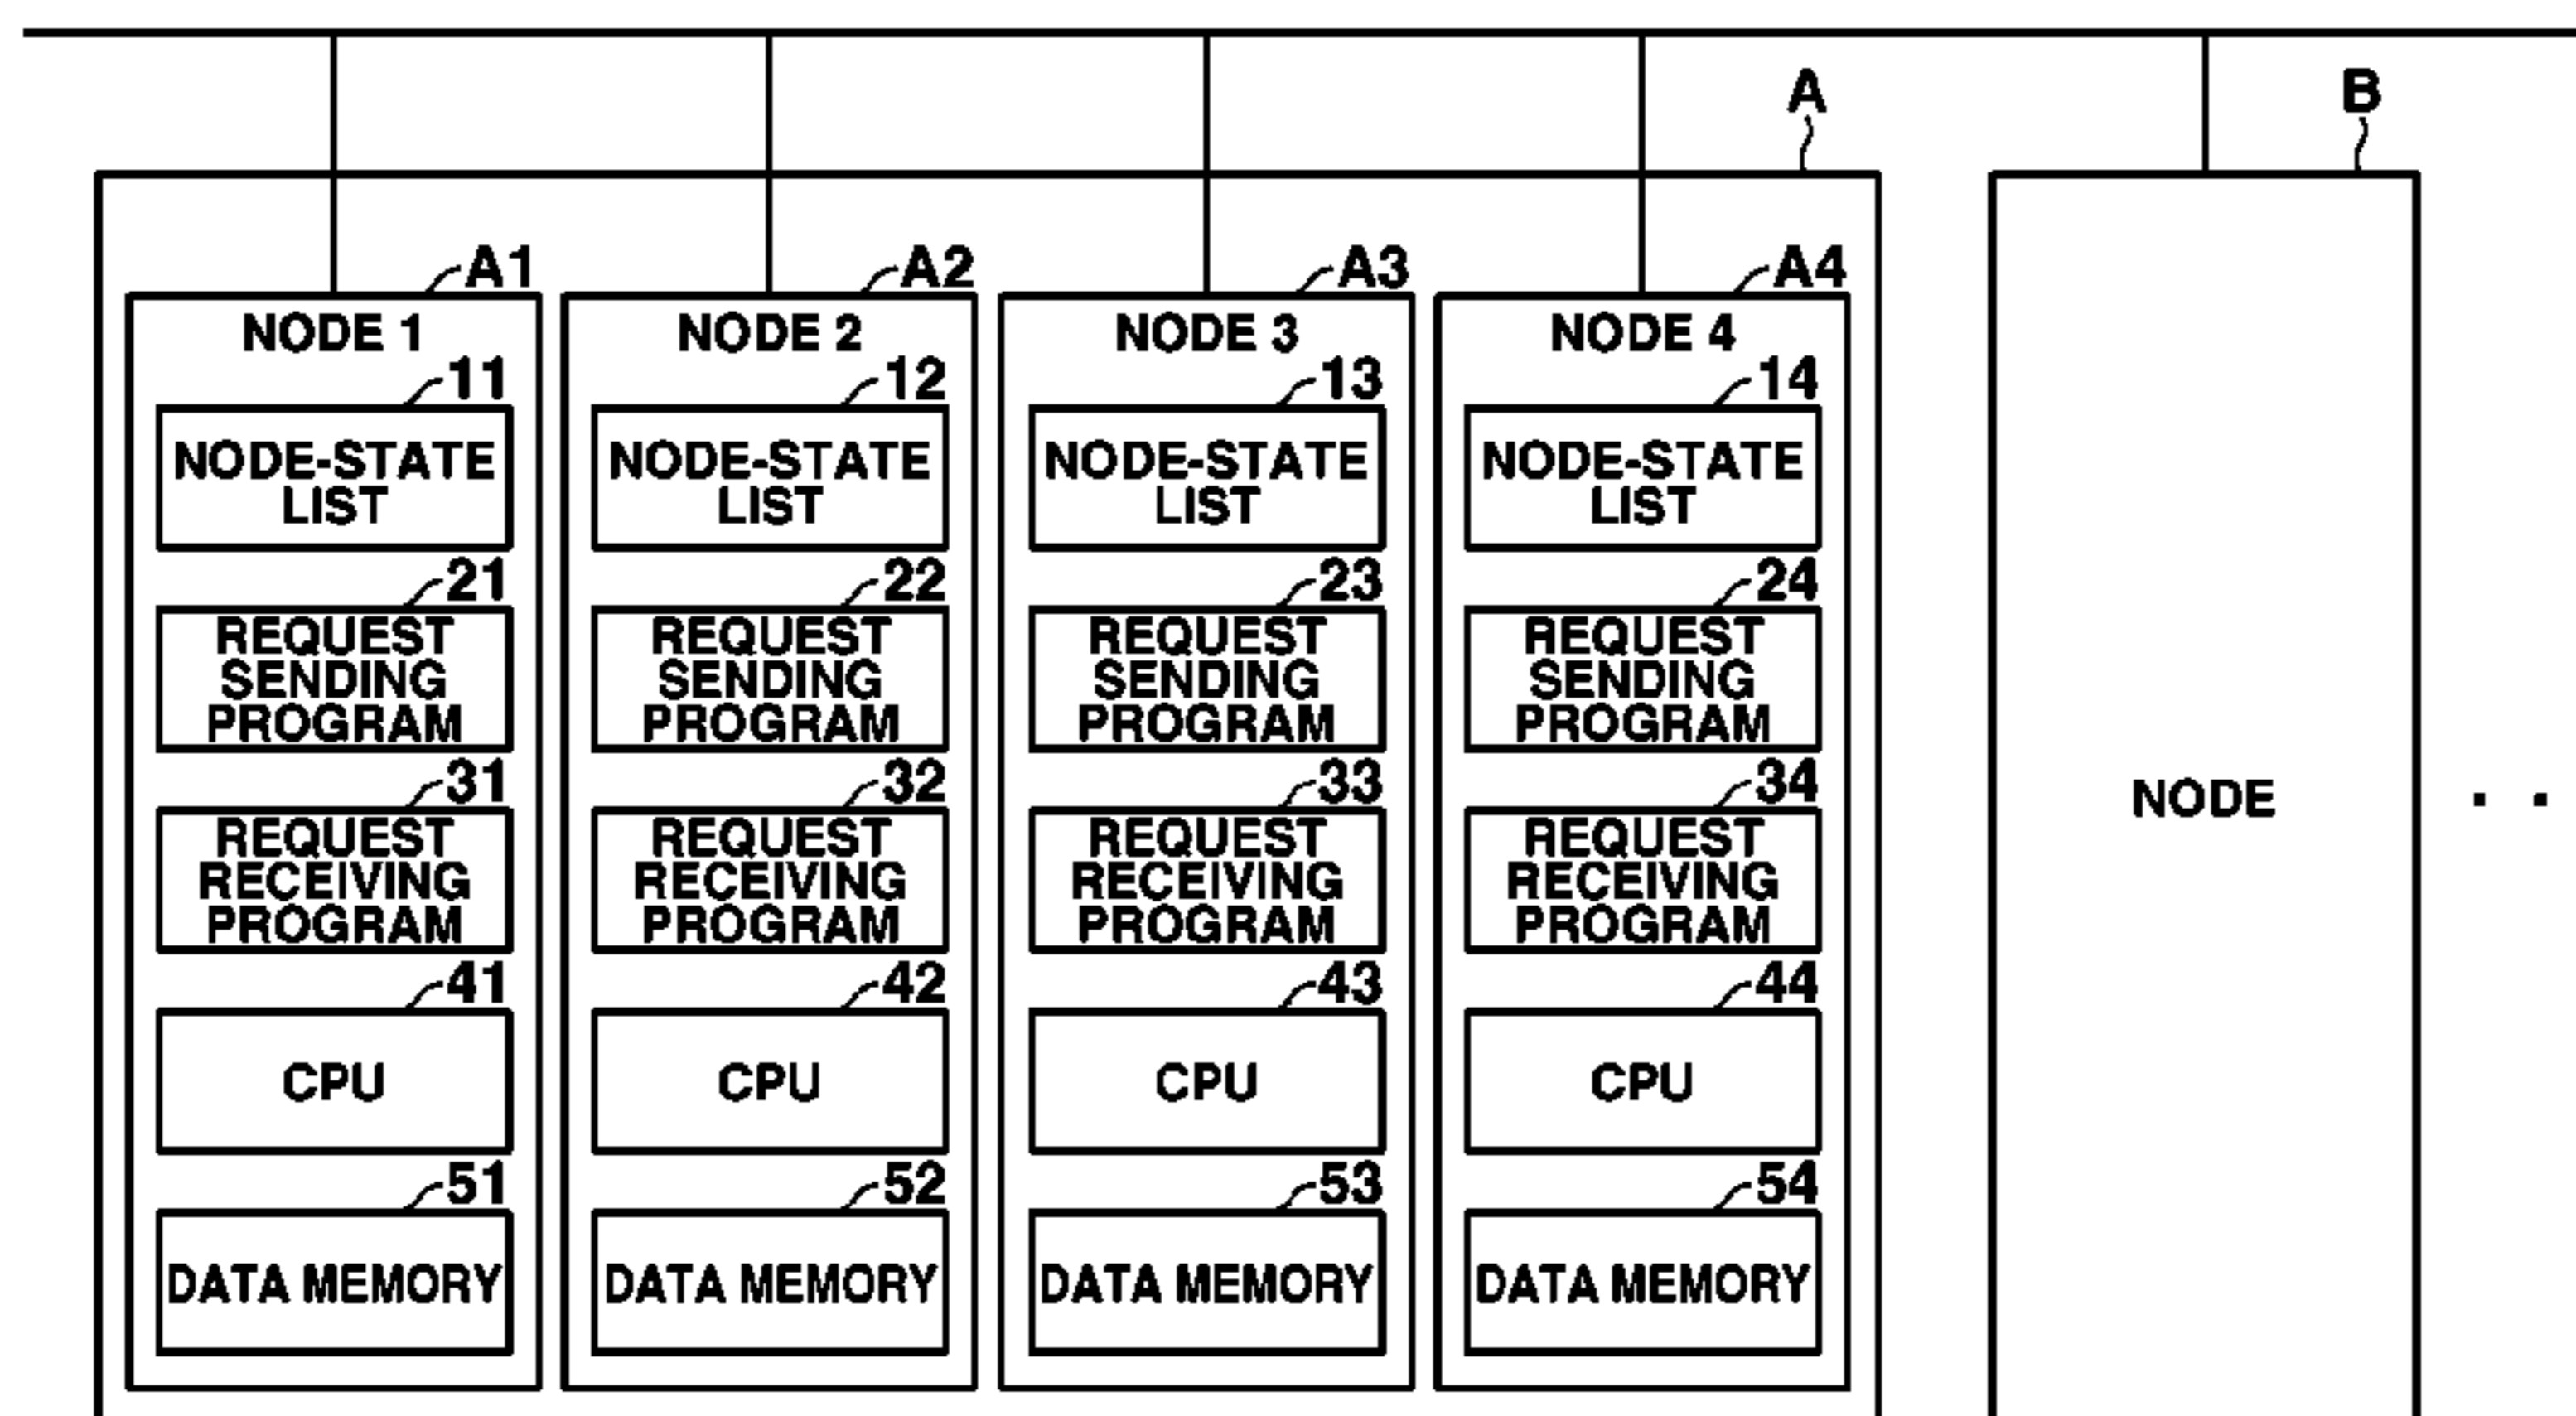 A
B
A1
NODE 1
11
NODE-STATE
LIST
21
REQUEST
SENDING
PROGRAM
31
REQUEST
RECEIVING
PROGRAM
41
CPU
51
DATA MEMORY
A2
NODE 2
12
NODE-STATE
LIST
22
REQUEST
SENDING
PROGRAM
32
REQUEST
RECEIVING
PROGRAM
42
CPU
52
DATA MEMORY
A3
NODE 3
13
NODE-STATE
LIST
23
REQUEST
SENDING
PROGRAM
33
REQUEST
RECEIVING
PROGRAM
43
CPU
53
DATA MEMORY
A4
NODE 4
14
NODE-STATE
LIST
24
REQUEST
SENDING
PROGRAM
34
REQUEST
RECEIVING
PROGRAM
44
CPU
54
DATA MEMORY
NODE